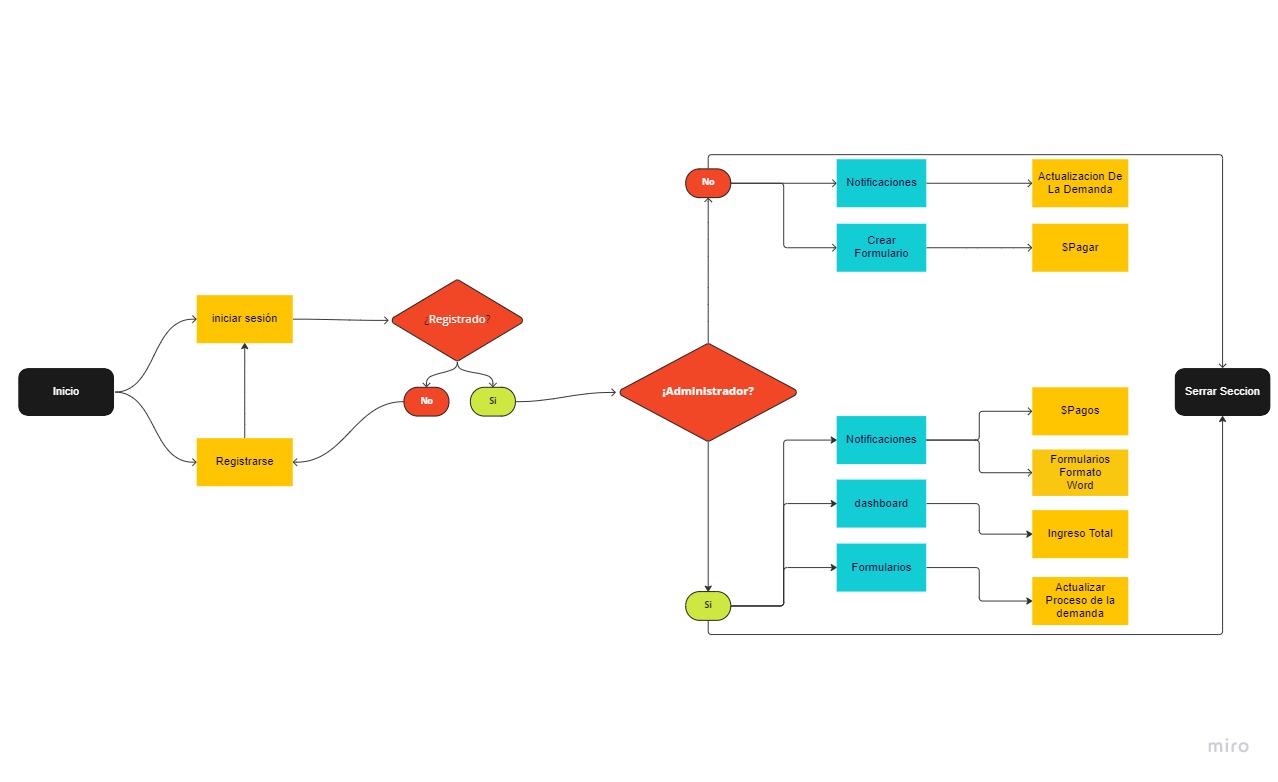 No
Notificaciones
Actualizacion De
La Demanda
Crear
Formulario
$Pagar
iniciar sesión
¿Registrado?
Inicio
No
Si
¡Administrador?
Serrar Seccion
Registrarse
Notificaciones
$Pagos
Formularios
Formato
Word
dashboard
Ingreso Total
Formularios
Actualizar
Proceso de la
demanda
Si
miro